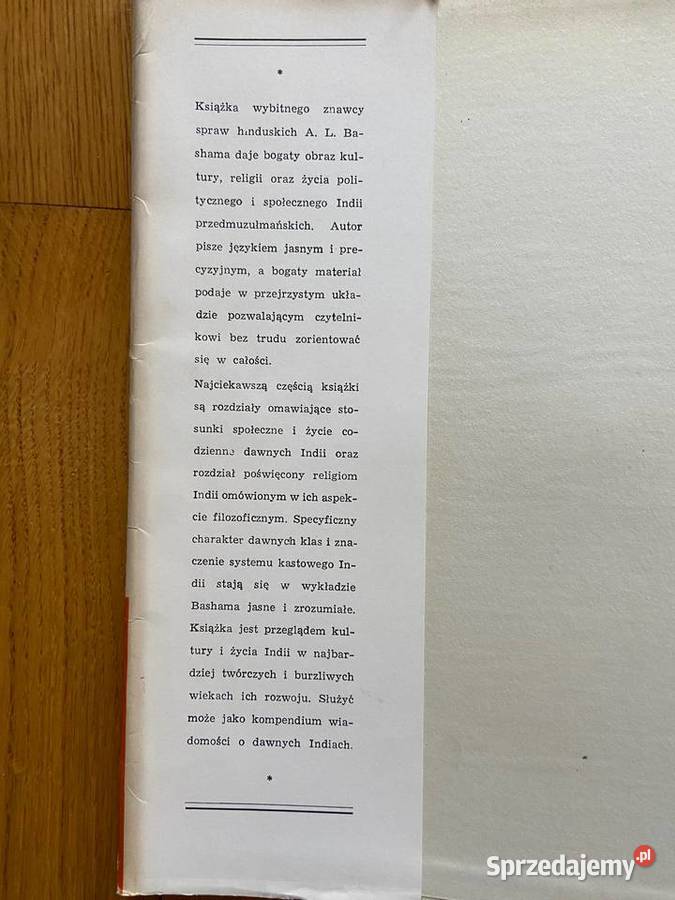 *
Książka wybitnego znawcy
spraw hinduskich A. L. Ba-
shama daje bogaty obraz kul-
tury, religii oraz życia poli-
tycznego i społecznego Indii
przedmuzułmańskich. Autor
pisze językiem jasnym i pre-
cyzyjnym, a bogaty materiał
podaje w przejrzystym ukła-
dzie pozwalającym czytelni-
kowi bez trudu zorientować
się w całości.
Najciekawszą częścią książki
są rozdziały omawiające sto-
sunki społeczne i życie co-
dzienne dawnych Indii oraz
rozdział poświęcony religiom
Indii omówionym w ich aspek-
cie filozoficznym. Specyficzny
charakter dawnych klas i zna-
czenie systemu kastowego In-
dii stają się w wykładzie
Bashama jasne i zrozumiałe.
Książka jest przeglądem kul-
tury i życia Indii w najbar-
dziej twórczych i burzliwych
wiekach ich rozwoju. Służyć
może jako kompendium wia-
domości o dawnych Indiach.
*
Sprzedajemy.pl